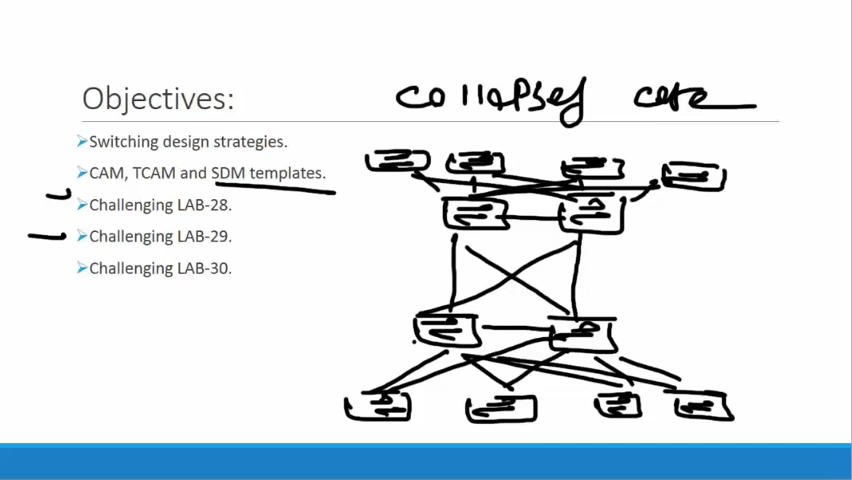 Objectives:
collapsed core
Switching design strategies.
CAM, TCAM and SDM templates.
Challenging LAB-28.
Challenging LAB-29.
Challenging LAB-30.